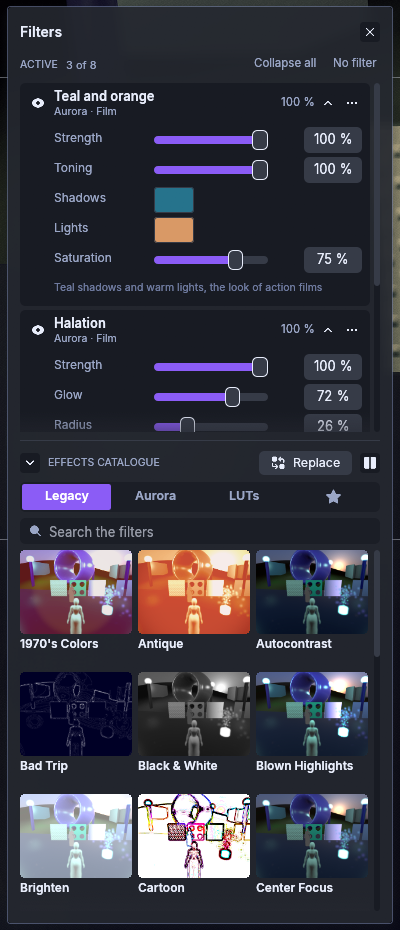 Filters
ACTIVE 3 of 8 Collapse all No filter
Teal and orange 100 %
Aurora · Film
Strength 100 %
Toning 100 %
Shadows
Lights
Saturation 75 %
Teal shadows and warm lights, the look of action films
Halation 100 %
Aurora · Film
Strength 100 %
Glow 72 %
Radius 26 %
EFFECTS CATALOGUE Replace
Legacy Aurora LUTs
Search the filters
1970's Colors Antique Autocontrast
Bad Trip Black & White Blown Highlights
Brighten Cartoon Center Focus